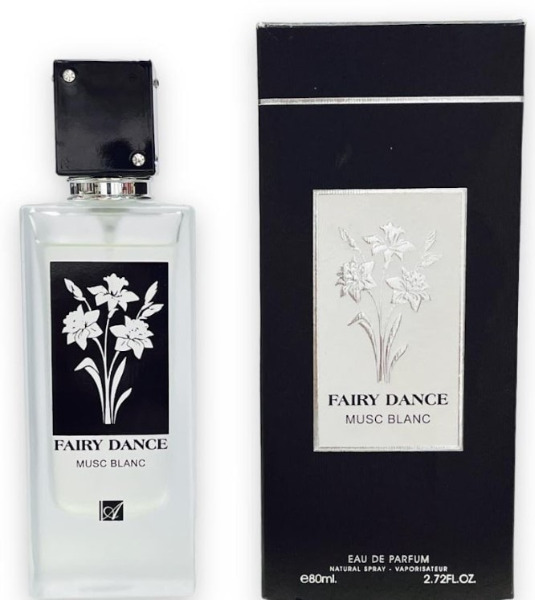 FAIRY DANCE
MUSC BLANC
A
FAIRY DANCE
MUSC BLANC
EAU DE PARFUM
NATURAL SPRAY - VAPORISATEUR
e80ml. 2.72FL.OZ.